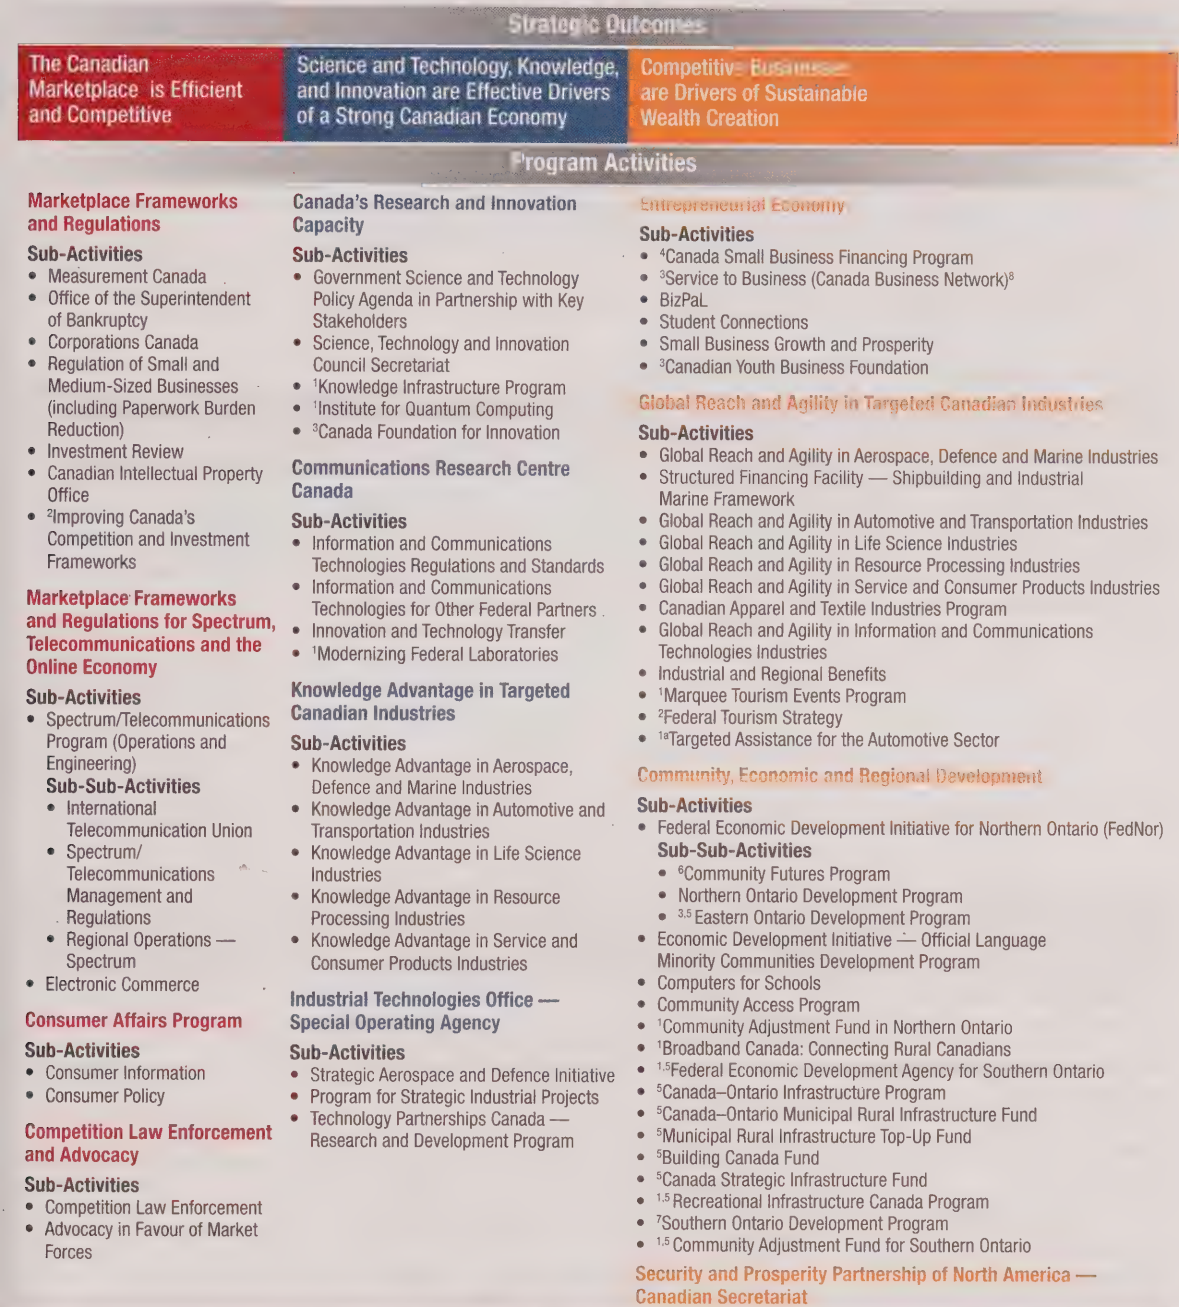 Strategic Outcomes
The Canadian
Marketplace is Efficient
and Competitive
Science and Technology, Knowledge,
and Innovation are Effective Drivers
of a Strong Canadian Economy
Competitive Businesses
are Drivers of Sustainable
Wealth Creation
Program Activities
Marketplace Frameworks
and Regulations
Sub-Activities
• Measurement Canada
• Office of the Superintendent
of Bankruptcy
• Corporations Canada
• Regulation of Small and
Medium-Sized Businesses
(including Paperwork Burden
Reduction)
• Investment Review
• Canadian Intellectual Property
Office
• ²Improving Canada's
Competition and Investment
Frameworks
Marketplace Frameworks
and Regulations for Spectrum,
Telecommunications and the
Online Economy
Sub-Activities
• Spectrum/Telecommunications
Program (Operations and
Engineering)
Sub-Sub-Activities
• International
Telecommunication Union
• Spectrum/
Telecommunications
Management and
Regulations
• Regional Operations —
Spectrum
• Electronic Commerce
Consumer Affairs Program
Sub-Activities
• Consumer Information
• Consumer Policy
Competition Law Enforcement
and Advocacy
Sub-Activities
• Competition Law Enforcement
• Advocacy in Favour of Market
Forces
Canada's Research and Innovation
Capacity
Sub-Activities
• Government Science and Technology
Policy Agenda in Partnership with Key
Stakeholders
• Science, Technology and Innovation
Council Secretariat
• ¹Knowledge Infrastructure Program
• ¹Institute for Quantum Computing
• ³Canada Foundation for Innovation
Communications Research Centre
Canada
Sub-Activities
• Information and Communications
Technologies Regulations and Standards
• Information and Communications
Technologies for Other Federal Partners
• Innovation and Technology Transfer
• ¹Modernizing Federal Laboratories
Knowledge Advantage in Targeted
Canadian Industries
Sub-Activities
• Knowledge Advantage in Aerospace,
Defence and Marine Industries
• Knowledge Advantage in Automotive and
Transportation Industries
• Knowledge Advantage in Life Science
Industries
• Knowledge Advantage in Resource
Processing Industries
• Knowledge Advantage in Service and
Consumer Products Industries
Industrial Technologies Office —
Special Operating Agency
Sub-Activities
• Strategic Aerospace and Defence Initiative
• Program for Strategic Industrial Projects
• Technology Partnerships Canada —
Research and Development Program
Entrepreneurial Economy
Sub-Activities
• ⁴Canada Small Business Financing Program
• ³Service to Business (Canada Business Network)⁸
• BizPaL
• Student Connections
• Small Business Growth and Prosperity
• ³Canadian Youth Business Foundation
Global Reach and Agility in Targeted Canadian Industries
Sub-Activities
• Global Reach and Agility in Aerospace, Defence and Marine Industries
• Structured Financing Facility — Shipbuilding and Industrial
Marine Framework
• Global Reach and Agility in Automotive and Transportation Industries
• Global Reach and Agility in Life Science Industries
• Global Reach and Agility in Resource Processing Industries
• Global Reach and Agility in Service and Consumer Products Industries
• Canadian Apparel and Textile Industries Program
• Global Reach and Agility in Information and Communications
Technologies Industries
• Industrial and Regional Benefits
• ¹Marquee Tourism Events Program
• ²Federal Tourism Strategy
• ¹ᵃTargeted Assistance for the Automotive Sector
Community, Economic and Regional Development
Sub-Activities
• Federal Economic Development Initiative for Northern Ontario (FedNor)
Sub-Sub-Activities
• ⁶Community Futures Program
• Northern Ontario Development Program
• ³,⁵ Eastern Ontario Development Program
• Economic Development Initiative — Official Language
Minority Communities Development Program
• Computers for Schools
• Community Access Program
• ¹Community Adjustment Fund in Northern Ontario
• ¹Broadband Canada: Connecting Rural Canadians
• ¹,⁵Federal Economic Development Agency for Southern Ontario
• ⁵Canada–Ontario Infrastructure Program
• ⁵Canada–Ontario Municipal Rural Infrastructure Fund
• ⁵Municipal Rural Infrastructure Top-Up Fund
• ⁵Building Canada Fund
• ⁵Canada Strategic Infrastructure Fund
• ¹,⁵ Recreational Infrastructure Canada Program
• ⁷Southern Ontario Development Program
• ¹,⁵ Community Adjustment Fund for Southern Ontario
Security and Prosperity Partnership of North America —
Canadian Secretariat